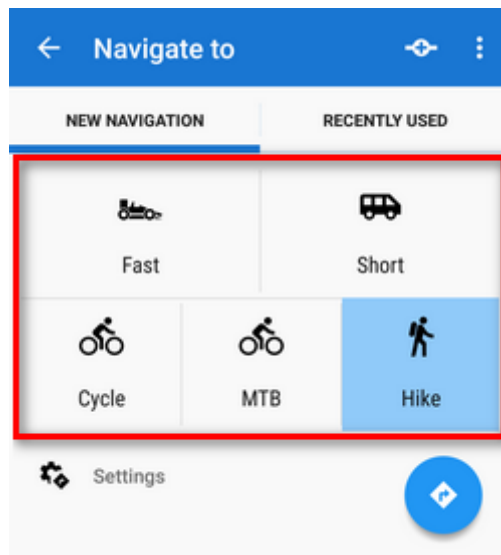 Navigate to
NEW NAVIGATION RECENTLY USED
Fast Short
Cycle MTB Hike
Settings